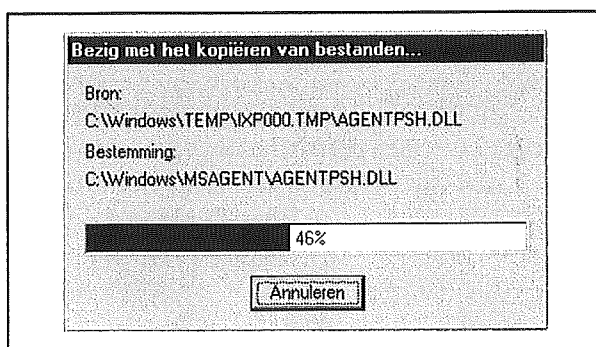 Bezig met het kopiëren van bestanden...
Bron:
C:\Windows\TEMP\IXP000.TMP\AGENTPSH.DLL
Bestemming:
C:\Windows\MSAGENT\AGENTPSH.DLL
46%
Annuleren